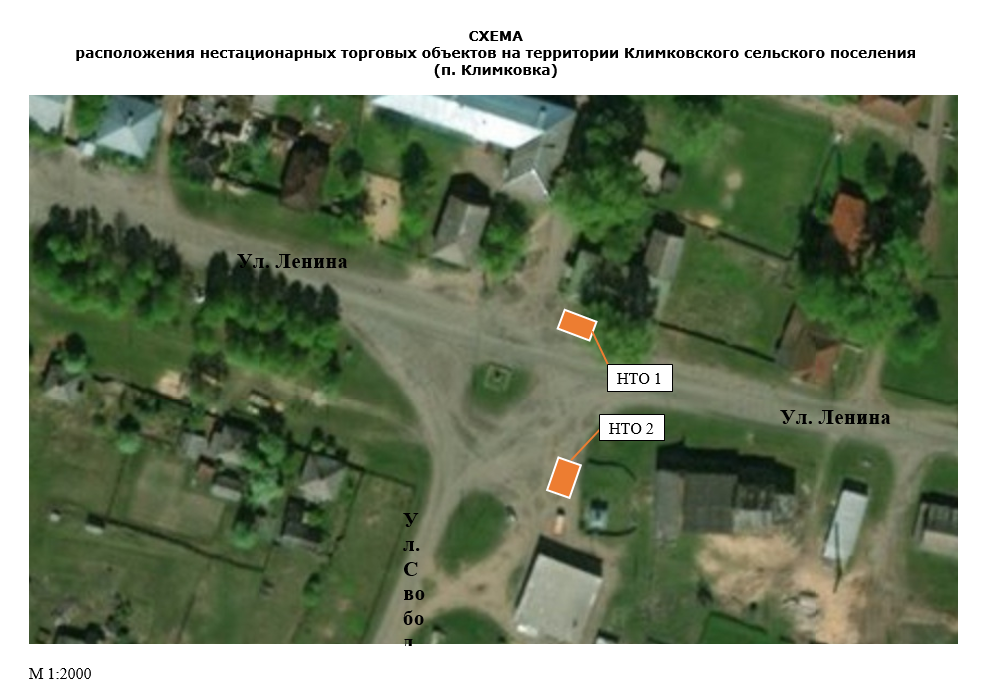 СХЕМА
расположения нестационарных торговых объектов на территории Климковского сельского поселения
(п. Климковка)
Ул. Ленина
НТО 1
Ул. Ленина
НТО 2
У
л.
С
во
бо
М 1:2000